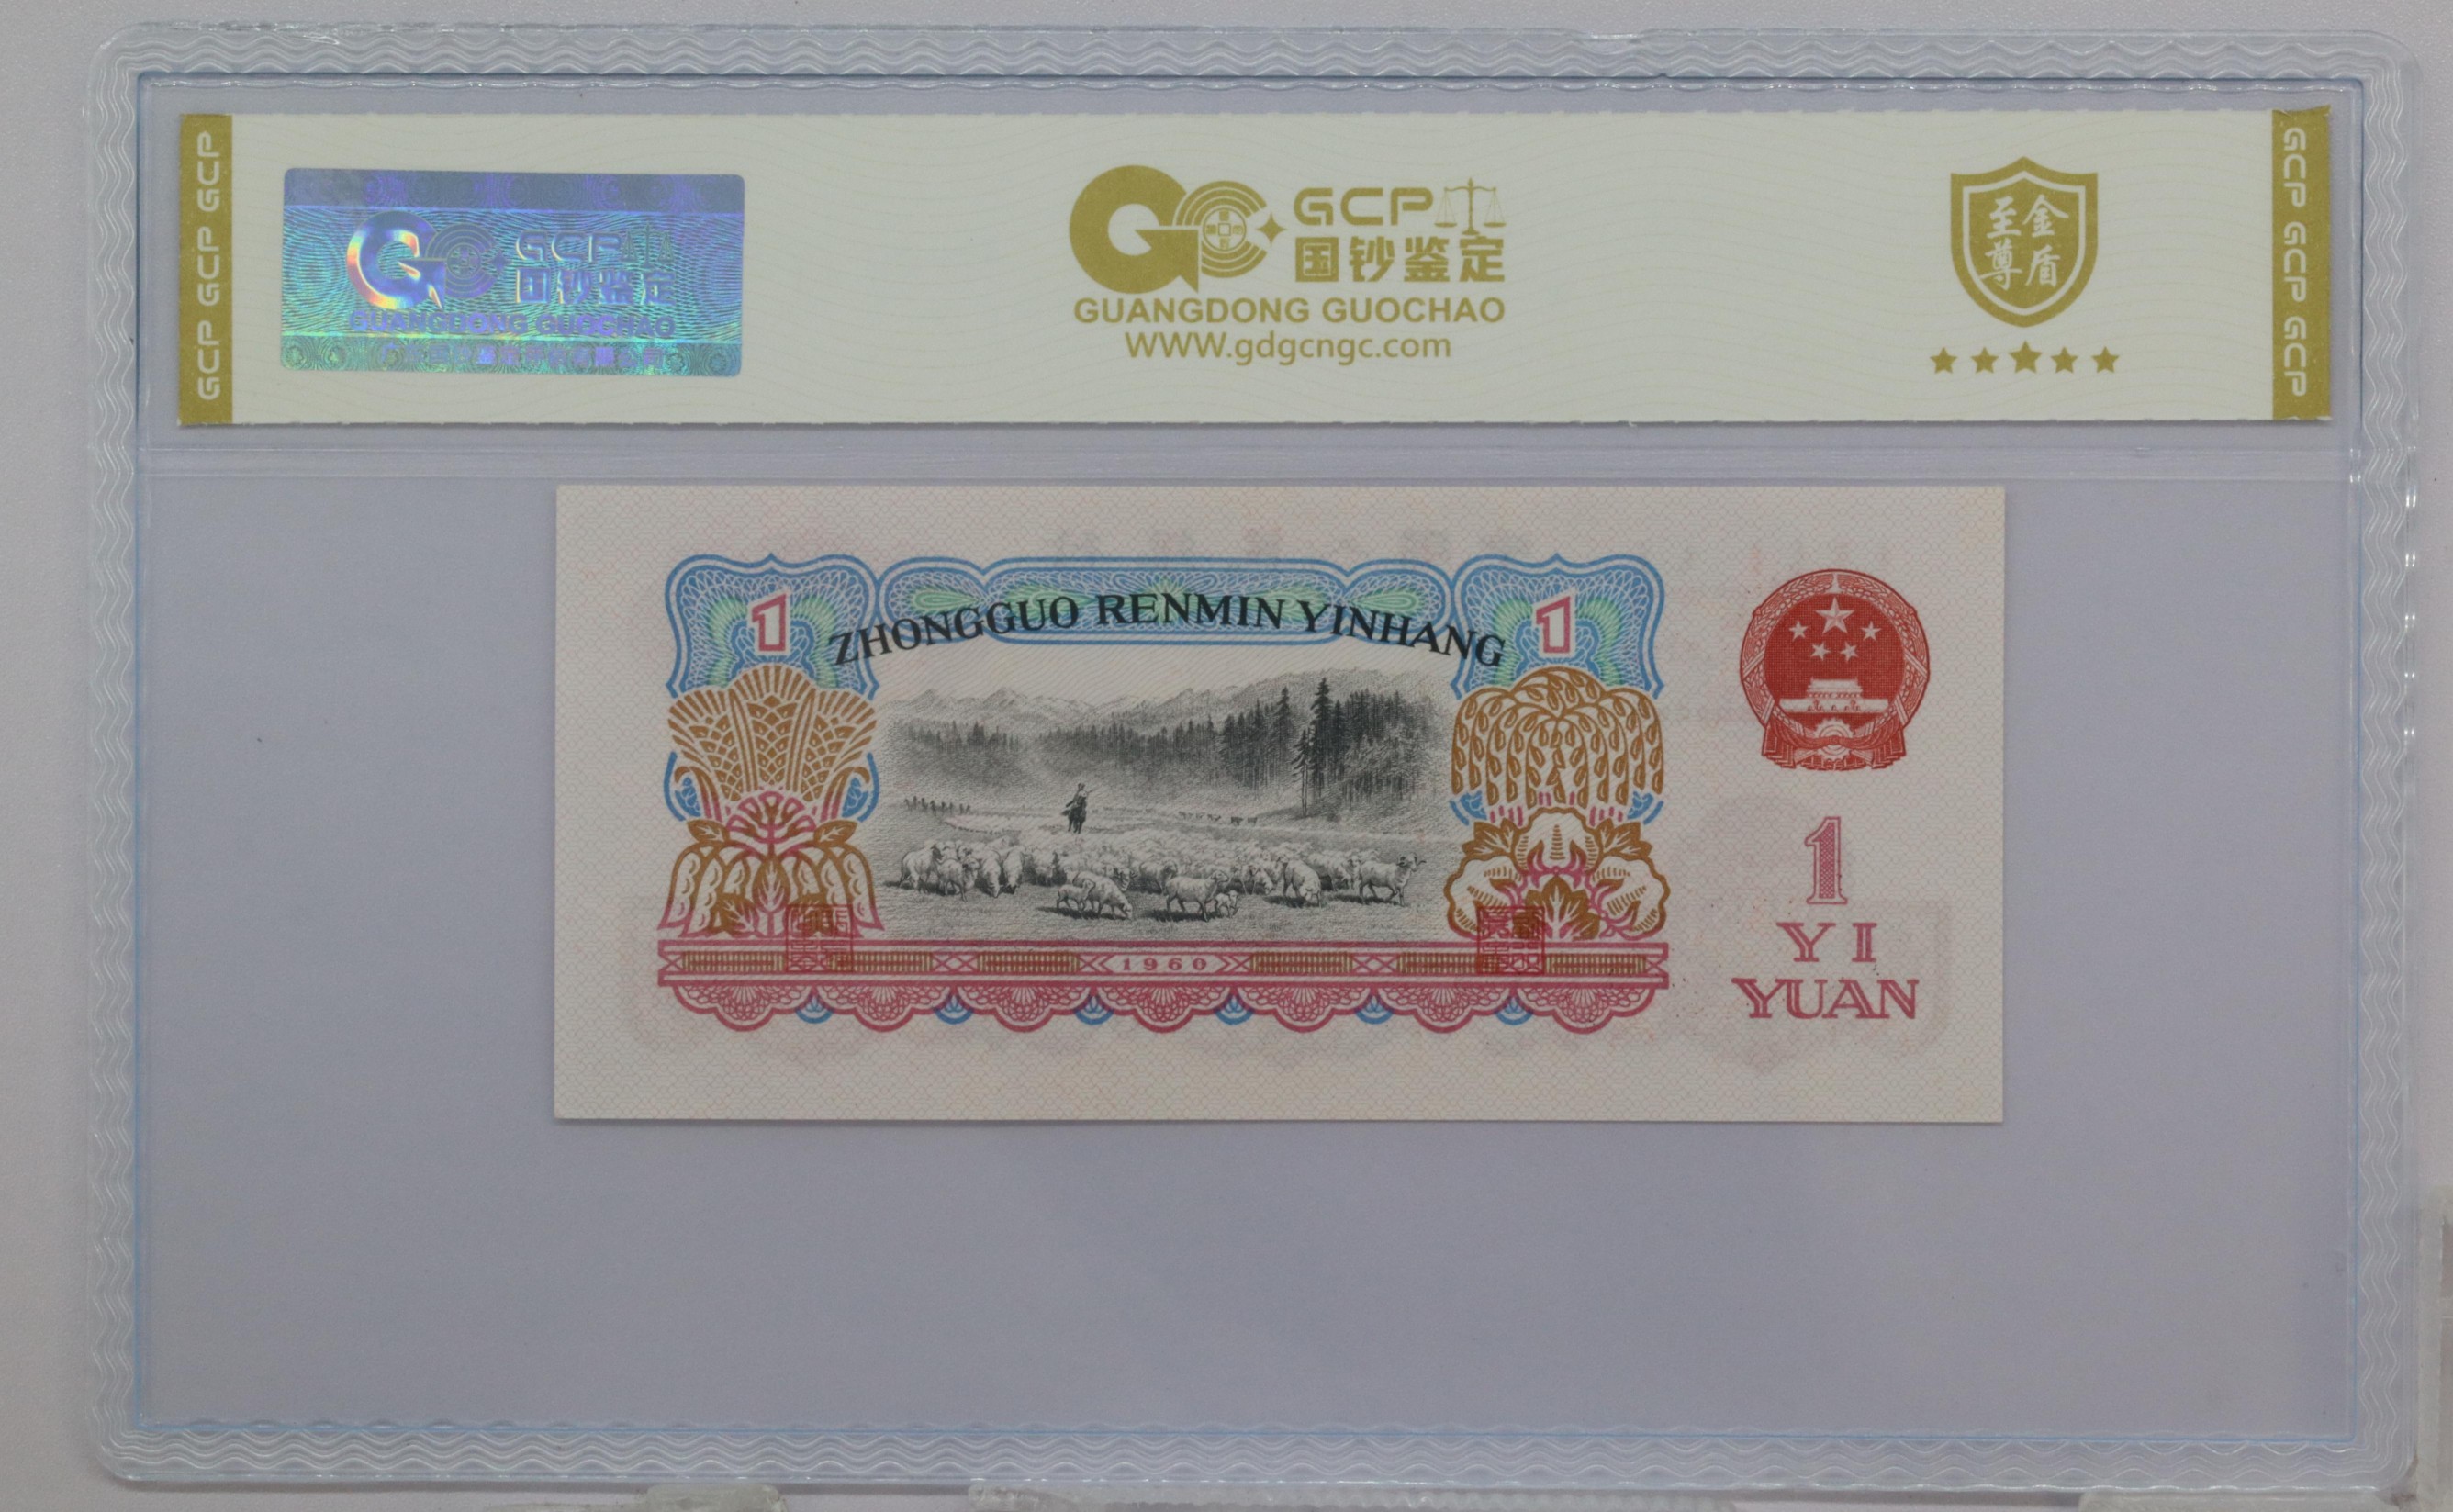 GCP GCP GCP
GCP
国钞鉴定
GUANGDONG GUOCHAO
GCP
国钞鉴定
GUANGDONG GUOCHAO
WWW.gdgcngc.com
至尊
金盾
GCP GCP GCP
1
ZHONGGUO RENMIN YINHANG
1
1960
1
YI
YUAN